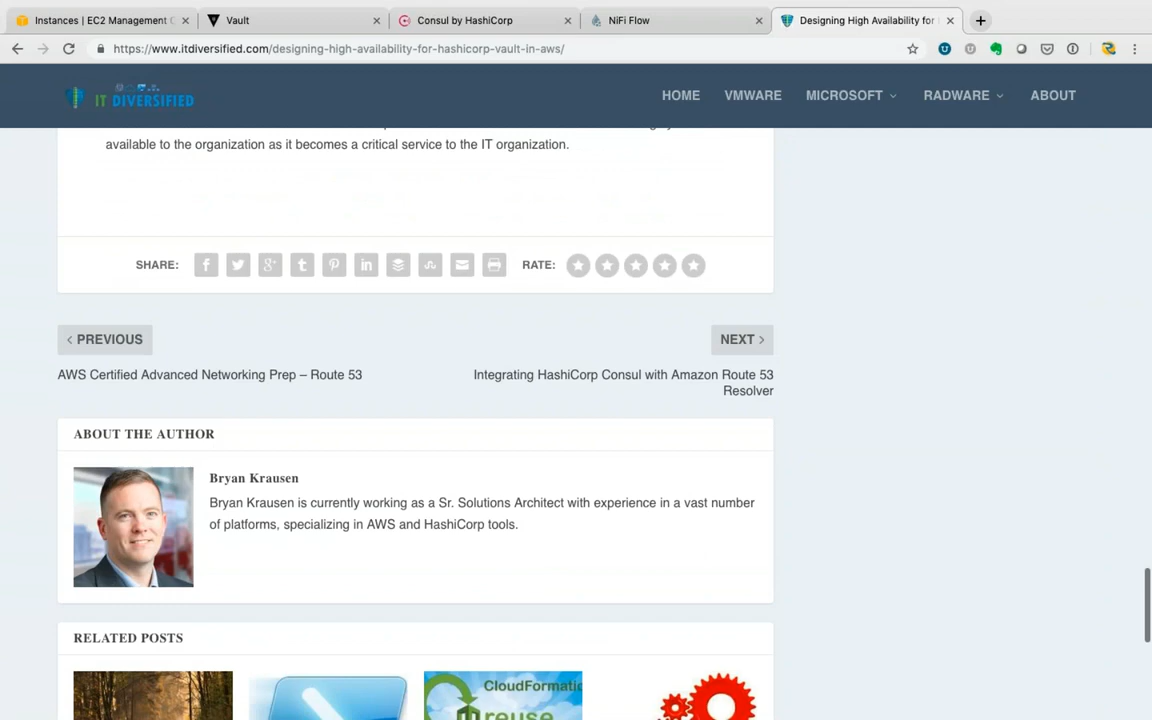 Instances | EC2 Management C
Vault
Consul by HashiCorp
NiFi Flow
Designing High Availability for
https://www.itdiversified.com/designing-high-availability-for-hashicorp-vault-in-aws/
IT DIVERSIFIED
HOME VMWARE MICROSOFT RADWARE ABOUT
available to the organization as it becomes a critical service to the IT organization.
SHARE:
RATE:
PREVIOUS
NEXT
AWS Certified Advanced Networking Prep – Route 53
Integrating HashiCorp Consul with Amazon Route 53
Resolver
ABOUT THE AUTHOR
Bryan Krausen
Bryan Krausen is currently working as a Sr. Solutions Architect with experience in a vast number
of platforms, specializing in AWS and HashiCorp tools.
RELATED POSTS
CloudFormatic
reuse